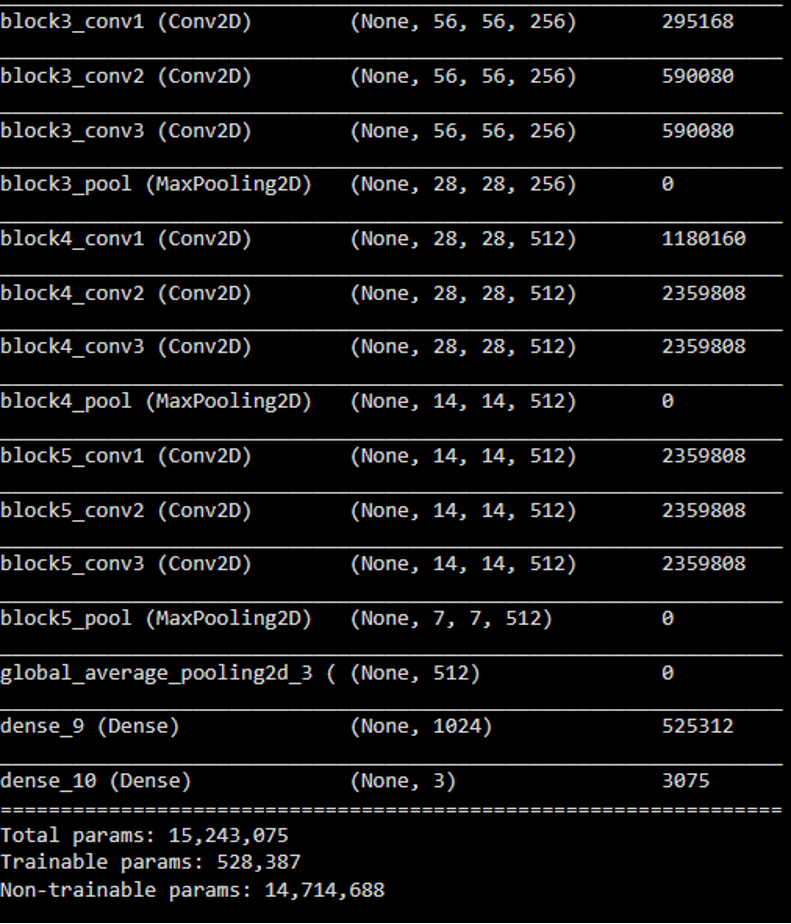 block3_conv1 (Conv2D) (None, 56, 56, 256) 295168
block3_conv2 (Conv2D) (None, 56, 56, 256) 590080
block3_conv3 (Conv2D) (None, 56, 56, 256) 590080
block3_pool (MaxPooling2D) (None, 28, 28, 256) 0
block4_conv1 (Conv2D) (None, 28, 28, 512) 1180160
block4_conv2 (Conv2D) (None, 28, 28, 512) 2359808
block4_conv3 (Conv2D) (None, 28, 28, 512) 2359808
block4_pool (MaxPooling2D) (None, 14, 14, 512) 0
block5_conv1 (Conv2D) (None, 14, 14, 512) 2359808
block5_conv2 (Conv2D) (None, 14, 14, 512) 2359808
block5_conv3 (Conv2D) (None, 14, 14, 512) 2359808
block5_pool (MaxPooling2D) (None, 7, 7, 512) 0
global_average_pooling2d_3 ( (None, 512) 0
dense_9 (Dense) (None, 1024) 525312
dense_10 (Dense) (None, 3) 3075
=================================================================
Total params: 15,243,075
Trainable params: 528,387
Non-trainable params: 14,714,688